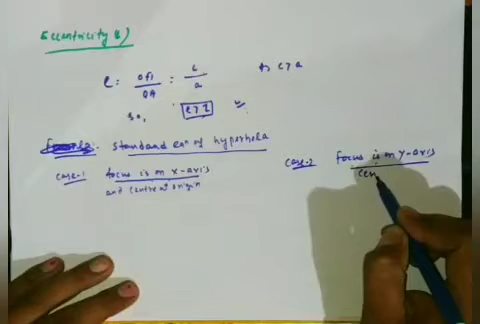 Eccentricity e)
e = OF1/OA = c/a
as c > a
so, e > 1
standard eqn of hyperbola
case-1 focus is on x-axis
and centre at origin
case-2 focus is on y-axis
cen